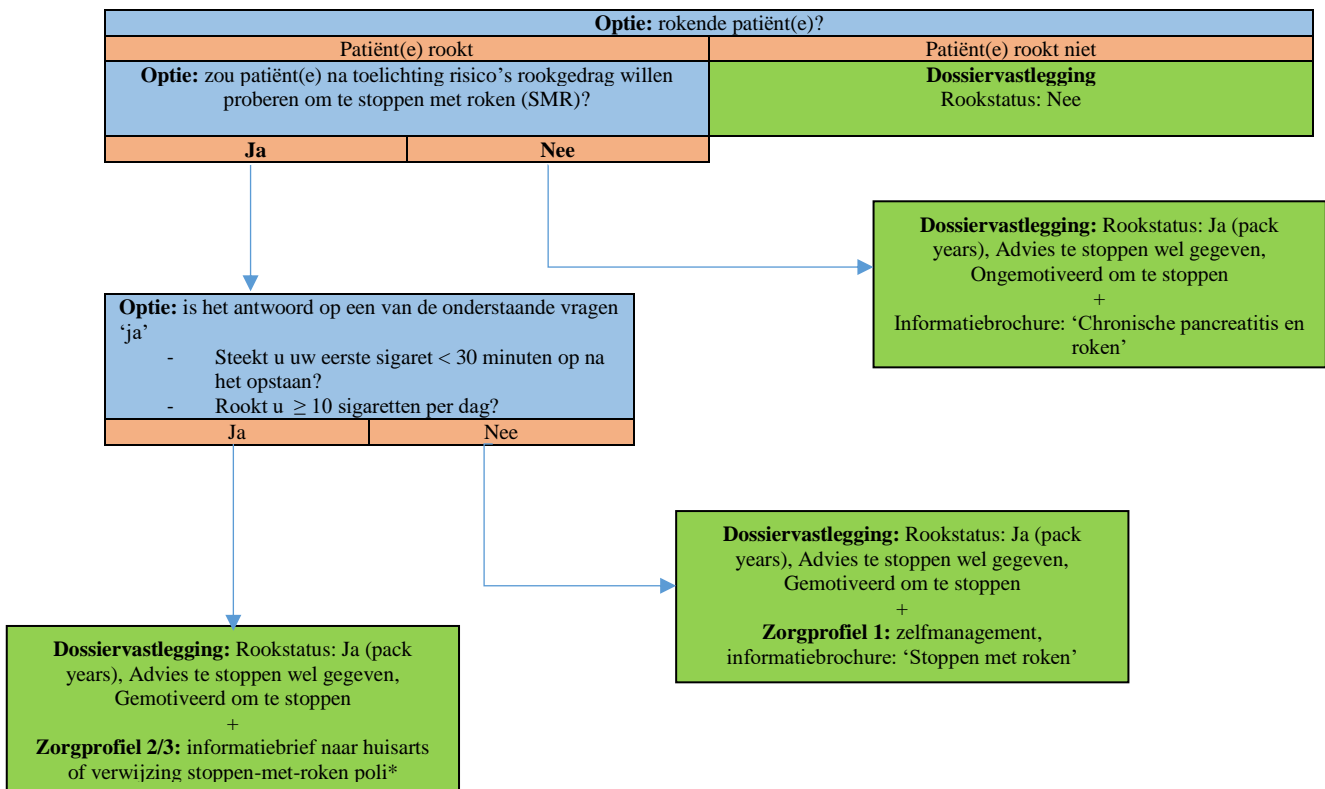 Optie: rokende patiënt(e)?
Patiënt(e) rookt
Patiënt(e) rookt niet
Optie: zou patiënt(e) na toelichting risico's rookgedrag willen
proberen om te stoppen met roken (SMR)?
Dossiervastlegging
Rookstatus: Nee
Ja
Nee
Dossiervastlegging: Rookstatus: Ja (pack
years), Advies te stoppen wel gegeven,
Ongemotiveerd om te stoppen
+
Informatiebrochure: ‘Chronische pancreatitis en
roken’
Optie: is het antwoord op een van de onderstaande vragen
‘ja’
- Steekt u uw eerste sigaret < 30 minuten op na
het opstaan?
- Rookt u ≥ 10 sigaretten per dag?
Ja
Nee
Dossiervastlegging: Rookstatus: Ja (pack
years), Advies te stoppen wel gegeven,
Gemotiveerd om te stoppen
+
Zorgprofiel 1: zelfmanagement,
informatiebrochure: ‘Stoppen met roken’
Dossiervastlegging: Rookstatus: Ja (pack
years), Advies te stoppen wel gegeven,
Gemotiveerd om te stoppen
+
Zorgprofiel 2/3: informatiebrief naar huisarts
of verwijzing stoppen-met-roken poli*